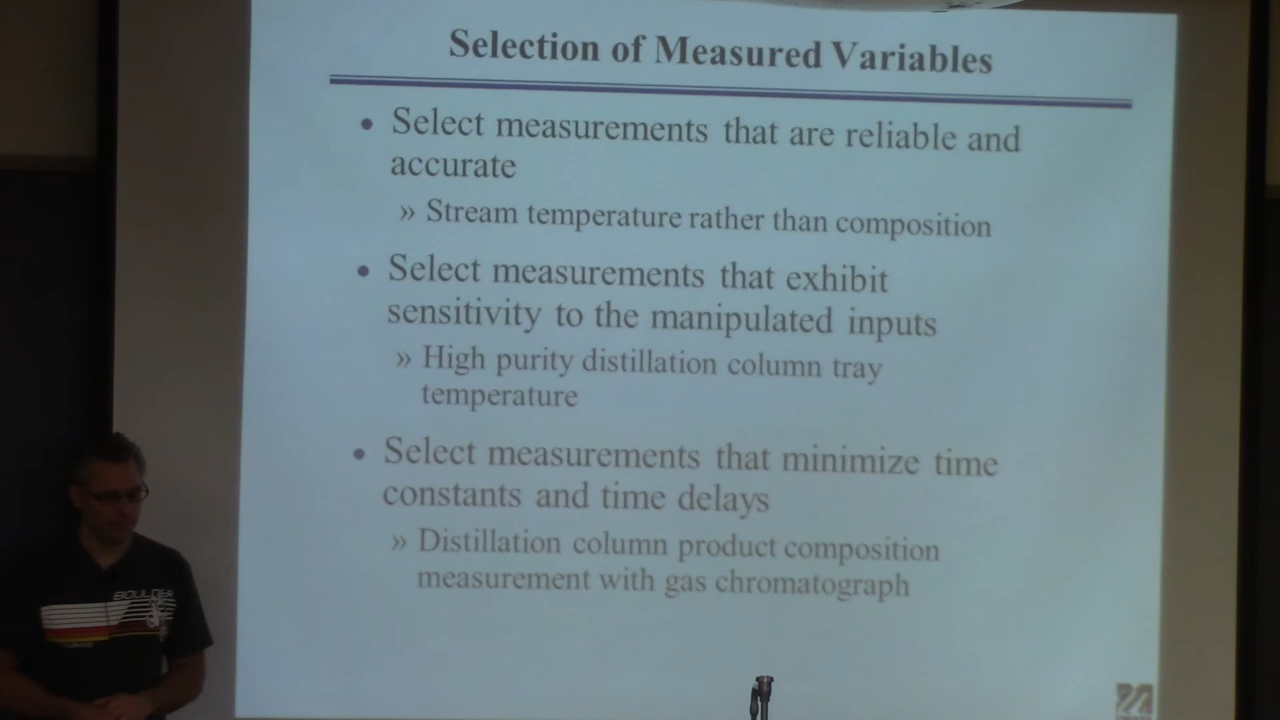 Selection of Measured Variables
• Select measurements that are reliable and
accurate
» Stream temperature rather than composition
• Select measurements that exhibit
sensitivity to the manipulated inputs
» High purity distillation column tray
temperature
• Select measurements that minimize time
constants and time delays
» Distillation column product composition
measurement with gas chromatograph
BOULDER